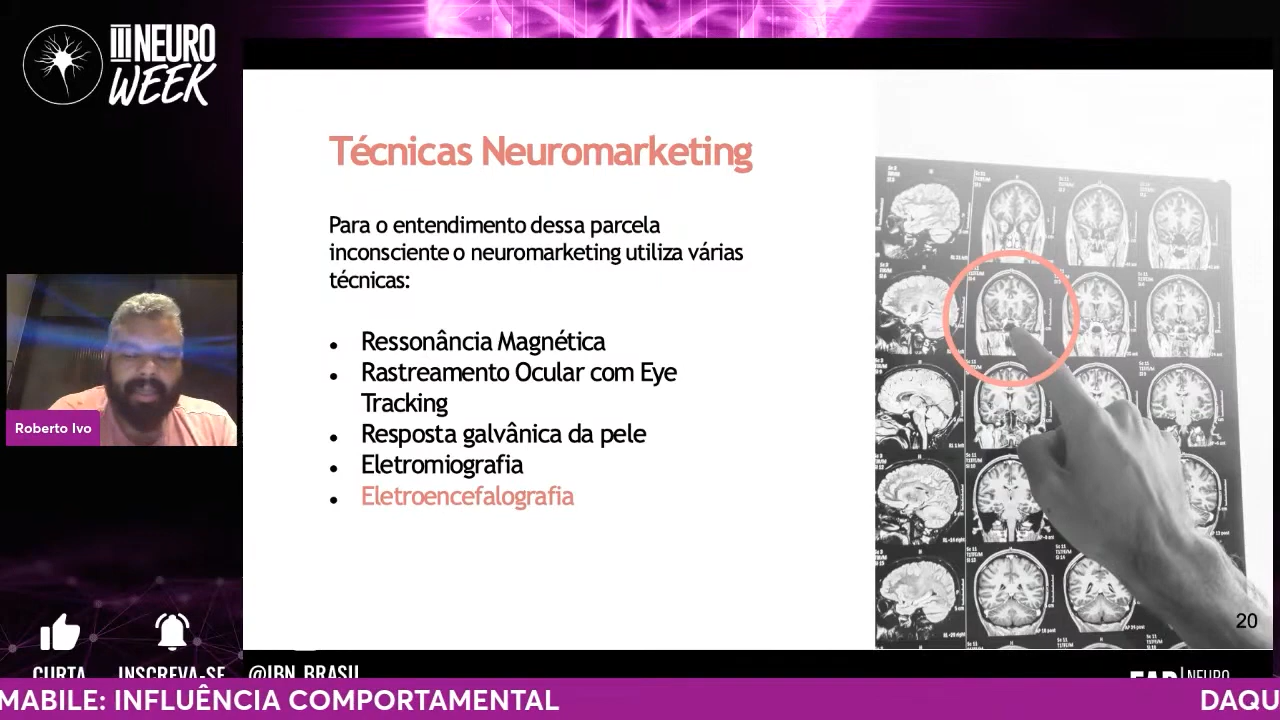 III NEURO
WEEK
Técnicas Neuromarketing
Para o entendimento dessa parcela
inconsciente o neuromarketing utiliza várias
técnicas:
• Ressonância Magnética
• Rastreamento Ocular com Eye
Tracking
• Resposta galvânica da pele
• Eletromiografia
• Eletroencefalografia
Roberto Ivo
20
CURTA
INSCREVA-SE
@IBN_BRASIL
NEURO
MABILE: INFLUÊNCIA COMPORTAMENTAL
DAQU